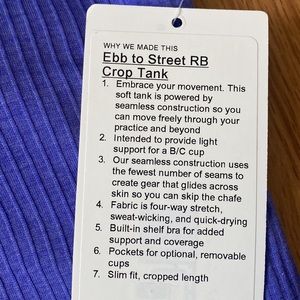 WHY WE MADE THIS
Ebb to Street RB
Crop Tank
1. Embrace your movement. This
soft tank is powered by
seamless construction so you
can move freely through your
practice and beyond
2. Intended to provide light
support for a B/C cup
3. Our seamless construction uses
the fewest number of seams to
create gear that glides across
skin so you can skip the chafe
4. Fabric is four-way stretch,
sweat-wicking, and quick-drying
5. Built-in shelf bra for added
support and coverage
6. Pockets for optional, removable
cups
7. Slim fit, cropped length